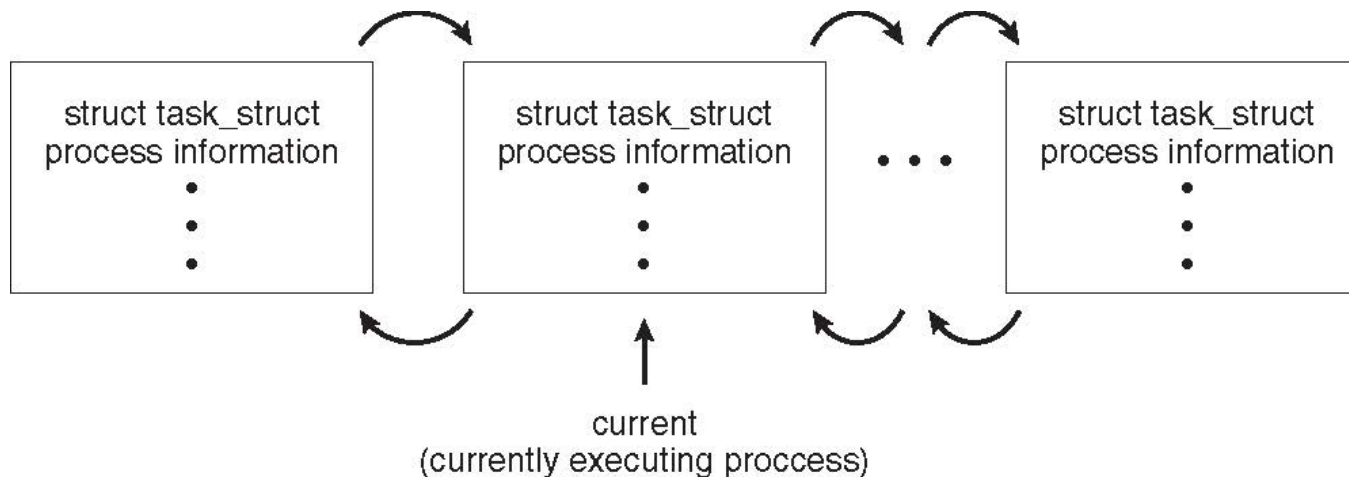 struct task_struct
process information
struct task_struct
process information
struct task_struct
process information
current
(currently executing proccess)